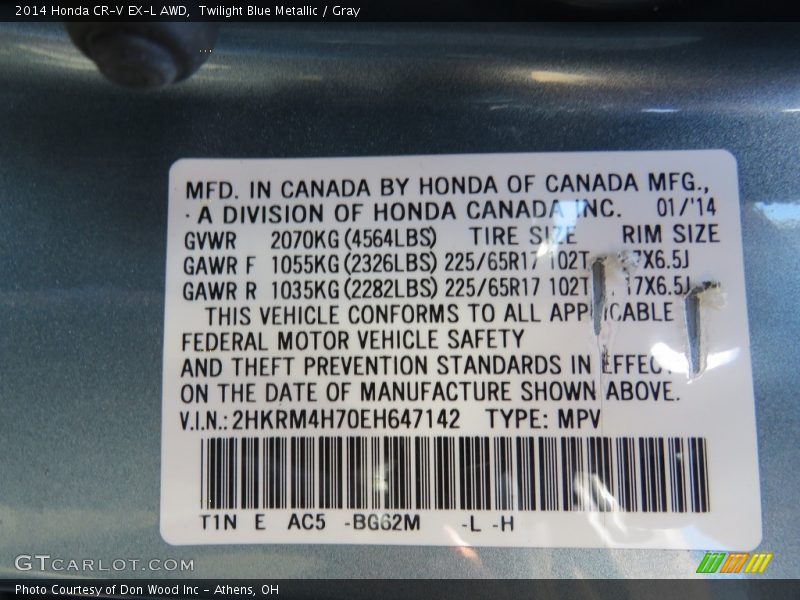 2014 Honda CR-V EX-L AWD,  Twilight Blue Metallic / Gray
MFD. IN CANADA BY HONDA OF CANADA MFG.,
A DIVISION OF HONDA CANADA INC. 01/'14
GVWR 2070KG (4564LBS) TIRE SIZE RIM SIZE
GAWR F 1055KG (2326LBS) 225/65R17 102T 17X6.5J
GAWR R 1035KG (2282LBS) 225/65R17 102T 17X6.5J
THIS VEHICLE CONFORMS TO ALL APPLICABLE
FEDERAL MOTOR VEHICLE SAFETY
AND THEFT PREVENTION STANDARDS IN EFFECT
ON THE DATE OF MANUFACTURE SHOWN ABOVE.
V.I.N.: 2HKRM4H70EH647142 TYPE: MPV
T1N E AC5 -BG62M -L -H
GTCARLOT.COM
Photo Courtesy of Don Wood Inc - Athens, OH